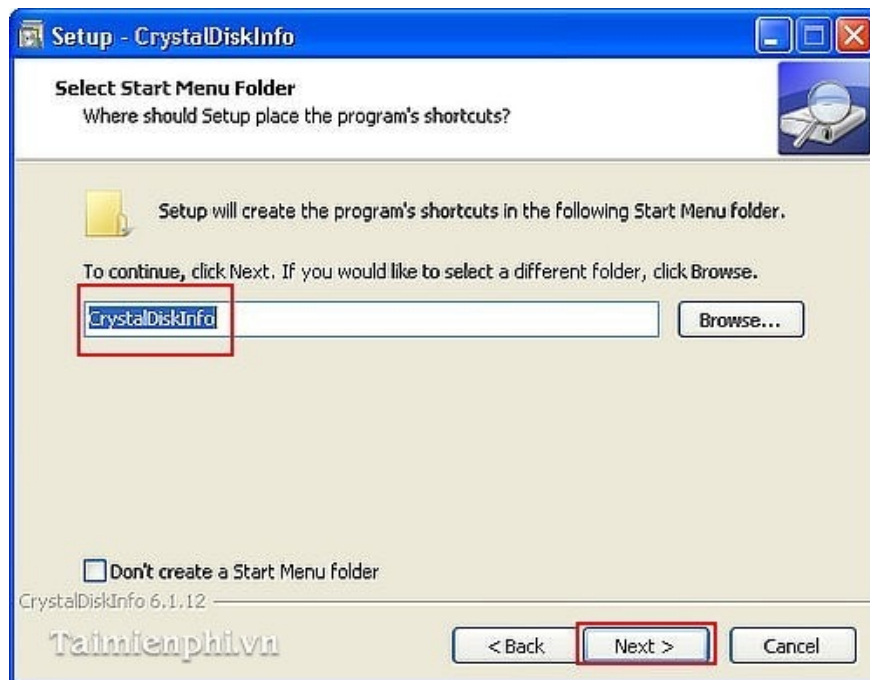 Setup - CrystalDiskInfo
Select Start Menu Folder
Where should Setup place the program's shortcuts?
Setup will create the program's shortcuts in the following Start Menu folder.
To continue, click Next. If you would like to select a different folder, click Browse.
CrystalDiskInfo
Browse...
Don't create a Start Menu folder
CrystalDiskInfo 6.1.12
Taimienphi.vn
< Back
Next >
Cancel